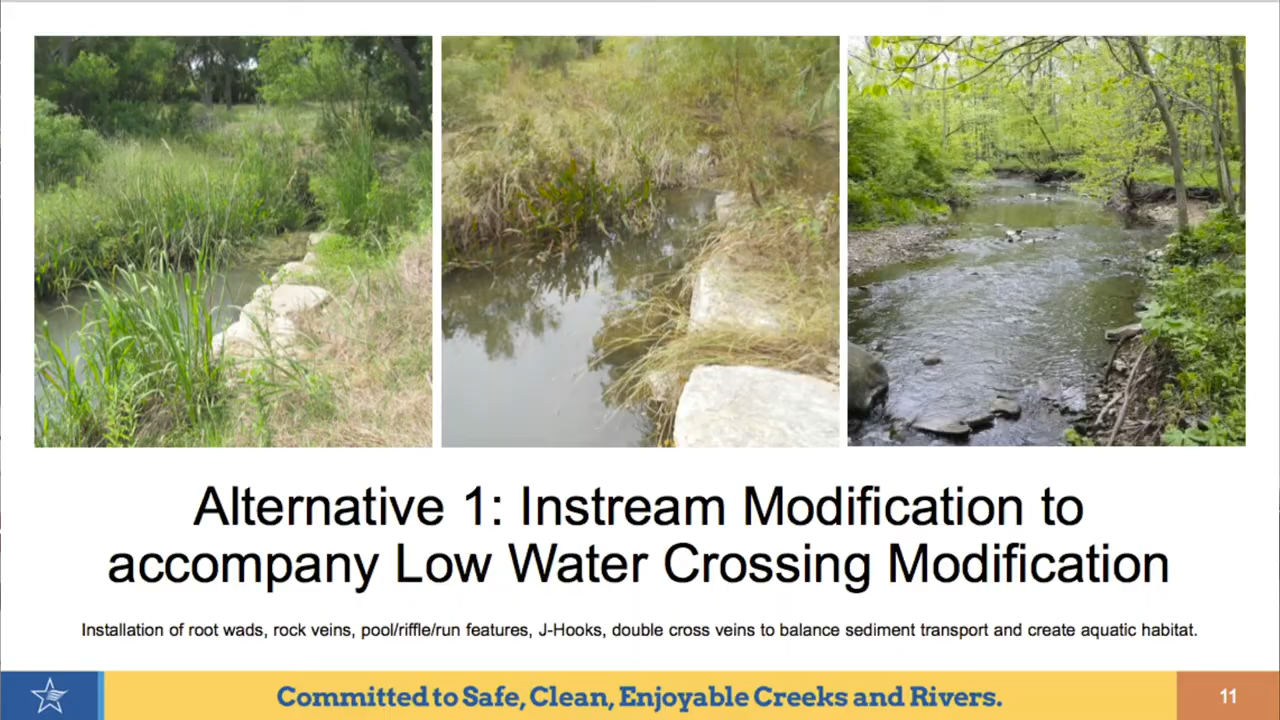 Alternative 1: Instream Modification to
accompany Low Water Crossing Modification
Installation of root wads, rock veins, pool/riffle/run features, J-Hooks, double cross veins to balance sediment transport and create aquatic habitat.
Committed to Safe, Clean, Enjoyable Creeks and Rivers.
11